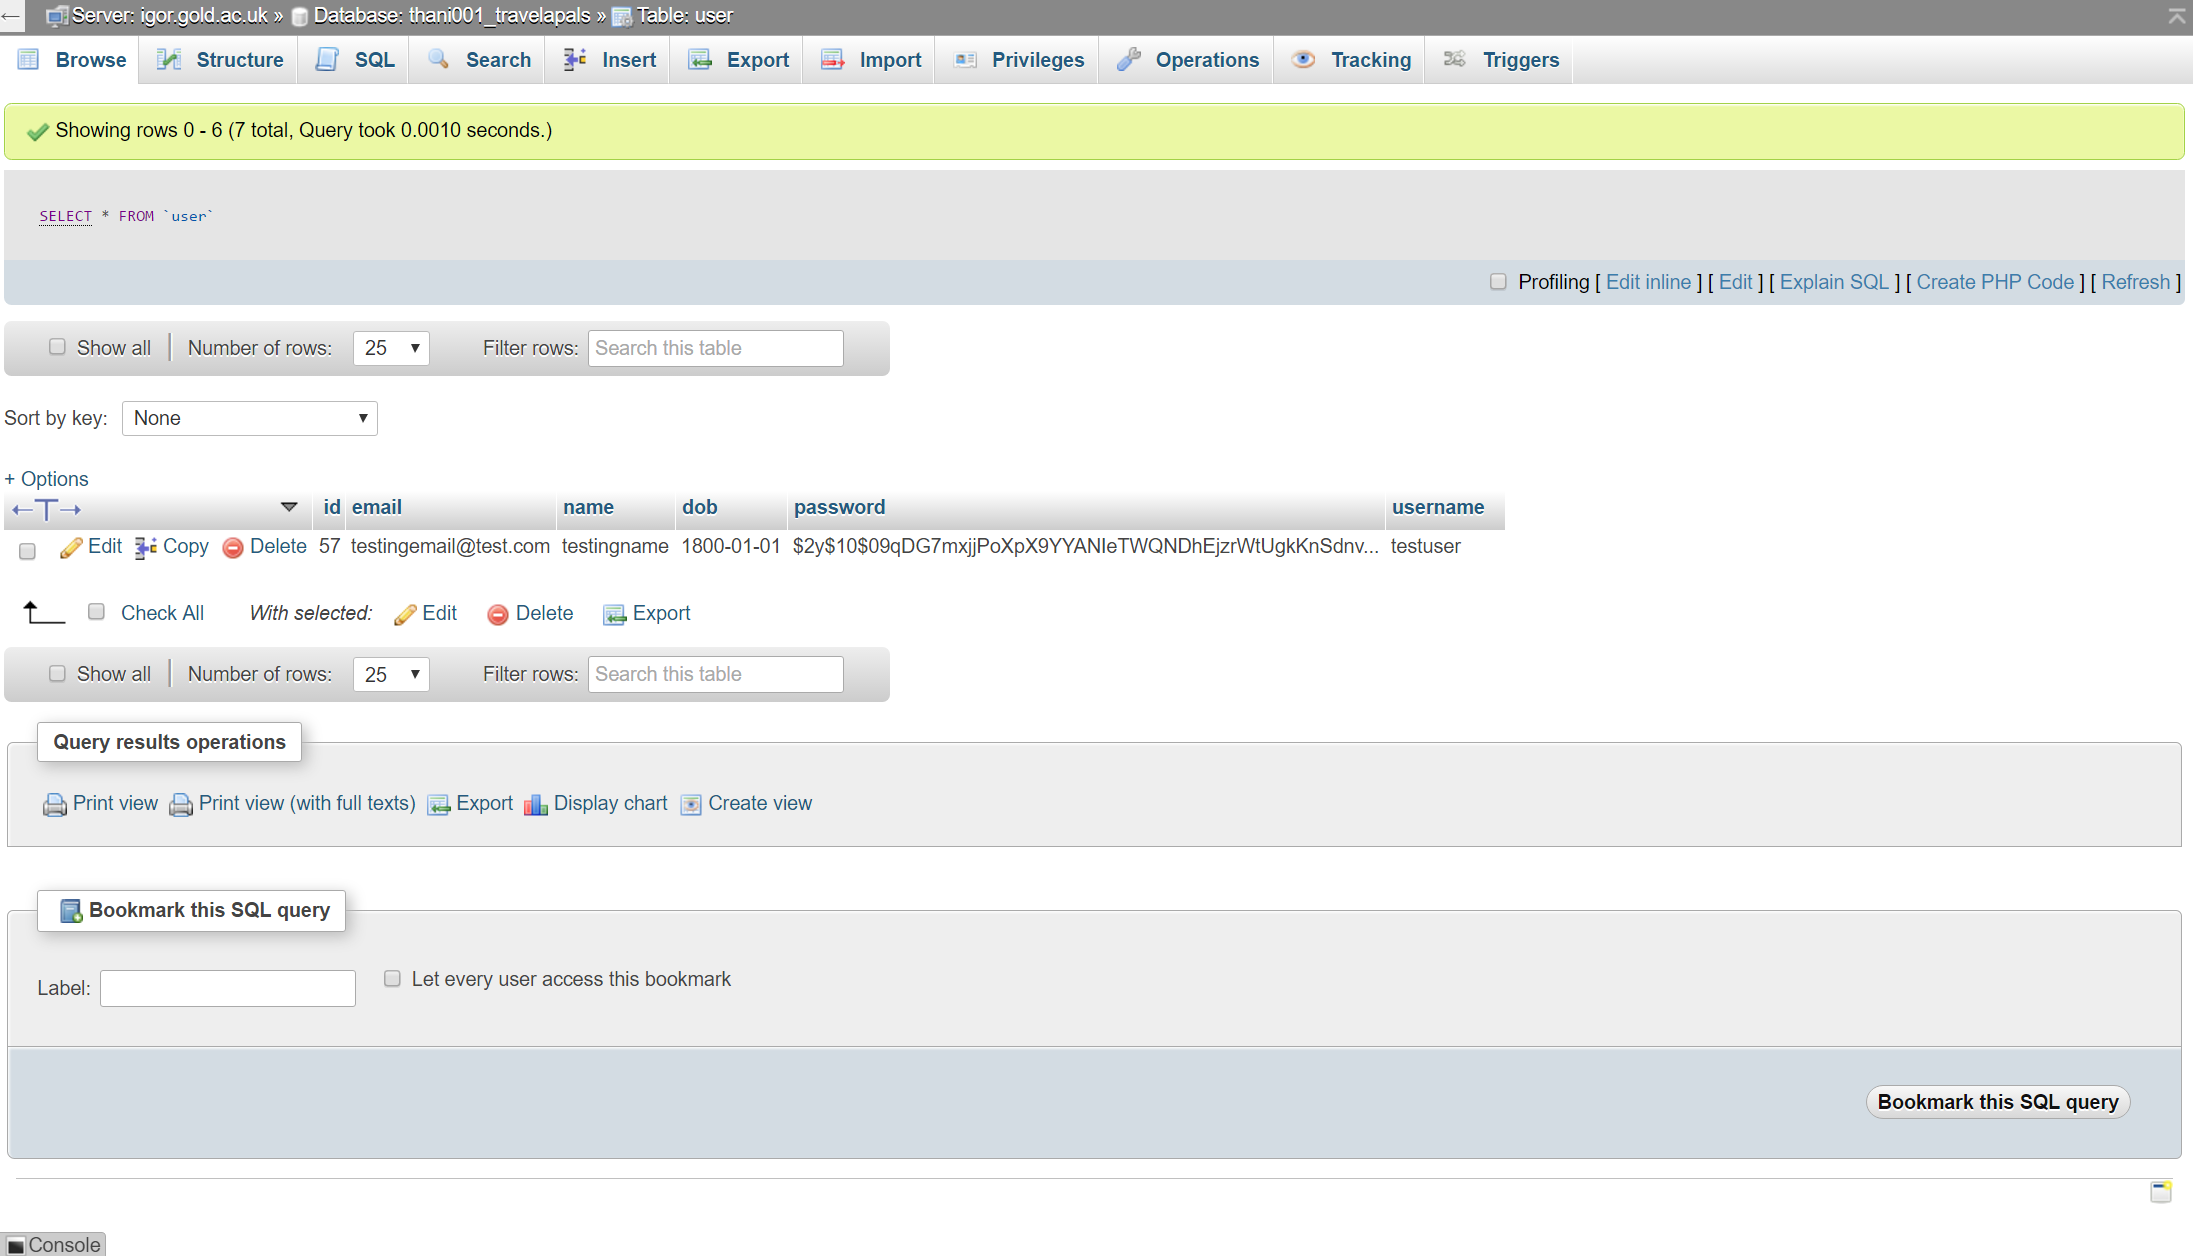 Server: igor.gold.ac.uk » Database: thani001_travelapals » Table: user
Browse Structure SQL Search Insert Export Import Privileges Operations Tracking Triggers
Showing rows 0 - 6 (7 total, Query took 0.0010 seconds.)
SELECT * FROM `user`
Profiling [ Edit inline ] [ Edit ] [ Explain SQL ] [ Create PHP Code ] [ Refresh ]
Show all Number of rows: 25 Filter rows: Search this table
Sort by key: None
+ Options
←T→ id email name dob password username
Edit Copy Delete 57 testingemail@test.com testingname 1800-01-01 $2y$10$09qDG7mxjjPoXpX9YYANIeTWQNDhEjzrWtUgkKnSdnv... testuser
Check All With selected: Edit Delete Export
Show all Number of rows: 25 Filter rows: Search this table
Query results operations
Print view Print view (with full texts) Export Display chart Create view
Bookmark this SQL query
Label: Let every user access this bookmark
Bookmark this SQL query
Console